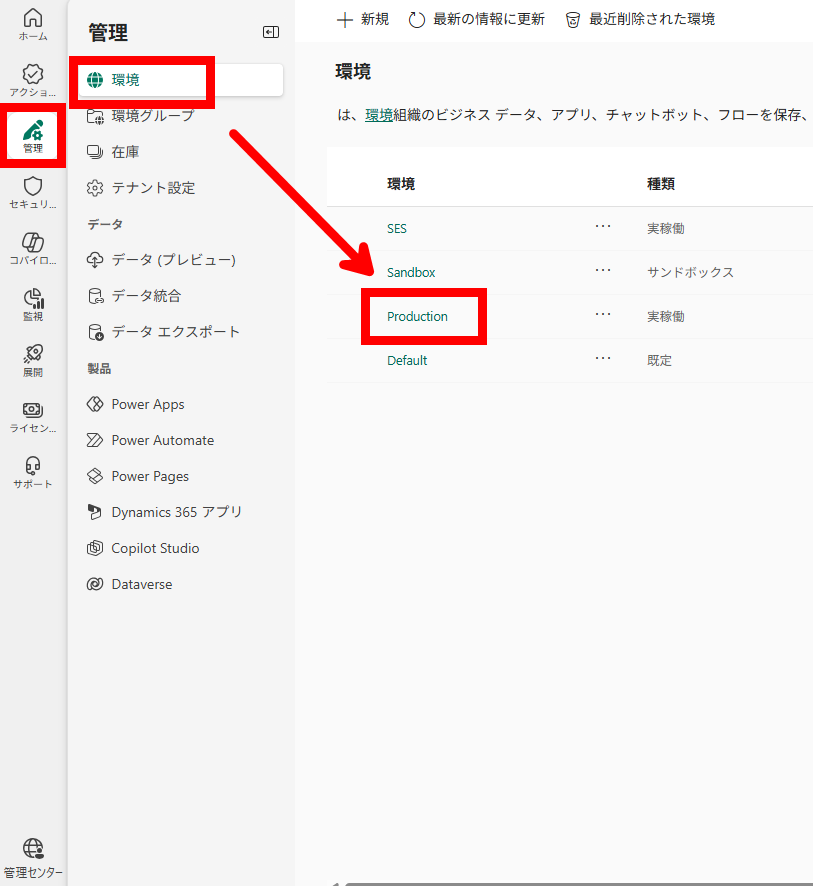 ホーム
アクショ...
管理
セキュリ...
コパイロ...
監視
展開
ライセン...
サポート
管理センター
管理
環境
環境グループ
在庫
テナント設定
データ
データ (プレビュー)
データ統合
データ エクスポート
製品
Power Apps
Power Automate
Power Pages
Dynamics 365 アプリ
Copilot Studio
Dataverse
新規 最新の情報に更新 最近削除された環境
環境
は、環境組織のビジネス データ、アプリ、チャットボット、フローを保存、
環境 種類
SES ... 実稼働
Sandbox ... サンドボックス
Production ... 実稼働
Default ... 既定